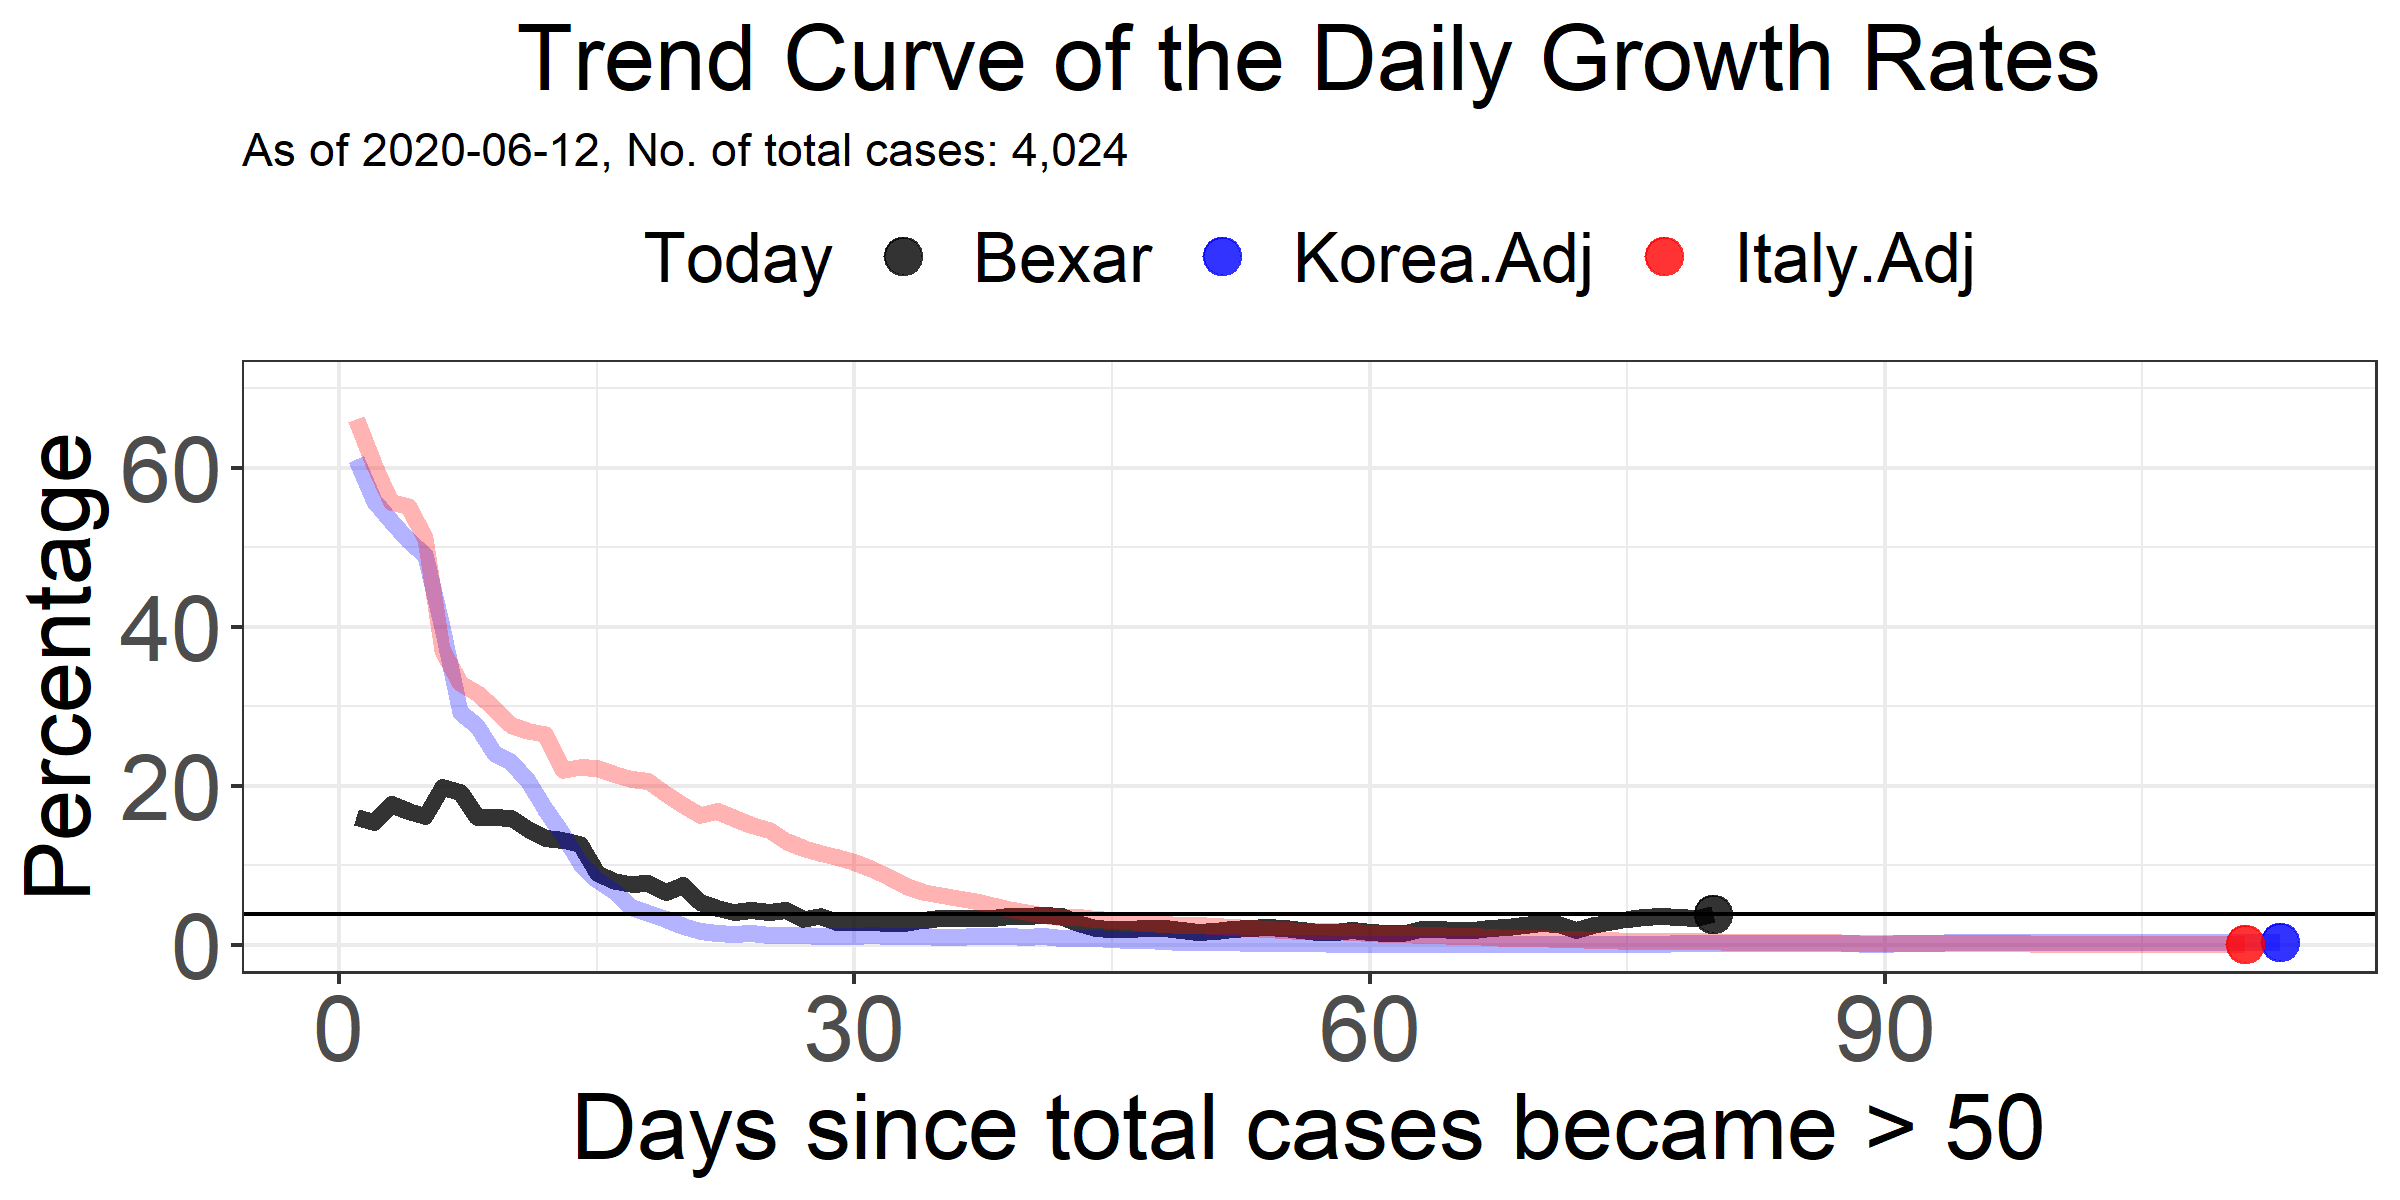 Trend Curve of the Daily Growth Rates
As of 2020-06-12, No. of total cases: 4,024
Today Bexar Korea.Adj Italy.Adj
Percentage
60
40
20
0
0 30 60 90
Days since total cases became > 50